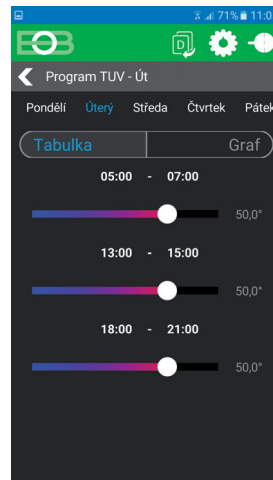 71% 11:0
EOB
D
Program TUV - Út
Pondělí Úterý Středa Čtvrtek Pátek
Tabulka Graf
05:00 - 07:00
50,0°
13:00 - 15:00
50,0°
18:00 - 21:00
50,0°